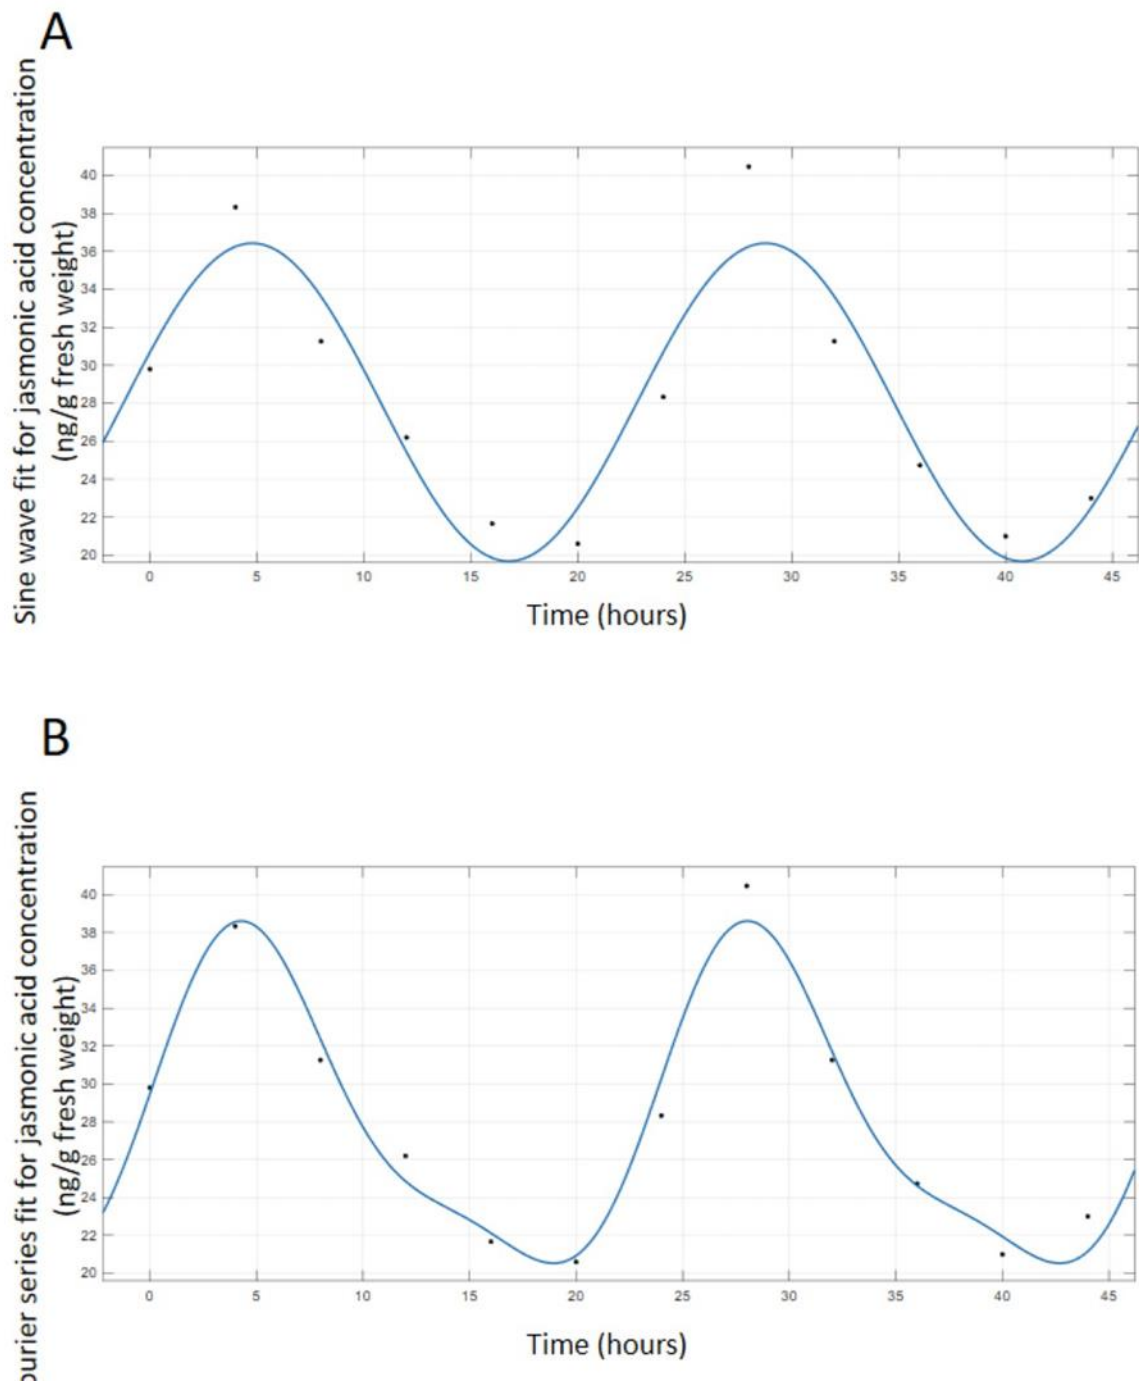 A
Sine wave fit for jasmonic acid concentration
(ng/g fresh weight)
40
38
36
34
32
30
28
26
24
22
20
0 5 10 15 20 25 30 35 40 45
Time (hours)
B
ourier series fit for jasmonic acid concentration
(ng/g fresh weight)
40
38
36
34
32
30
28
26
24
22
20
0 5 10 15 20 25 30 35 40 45
Time (hours)